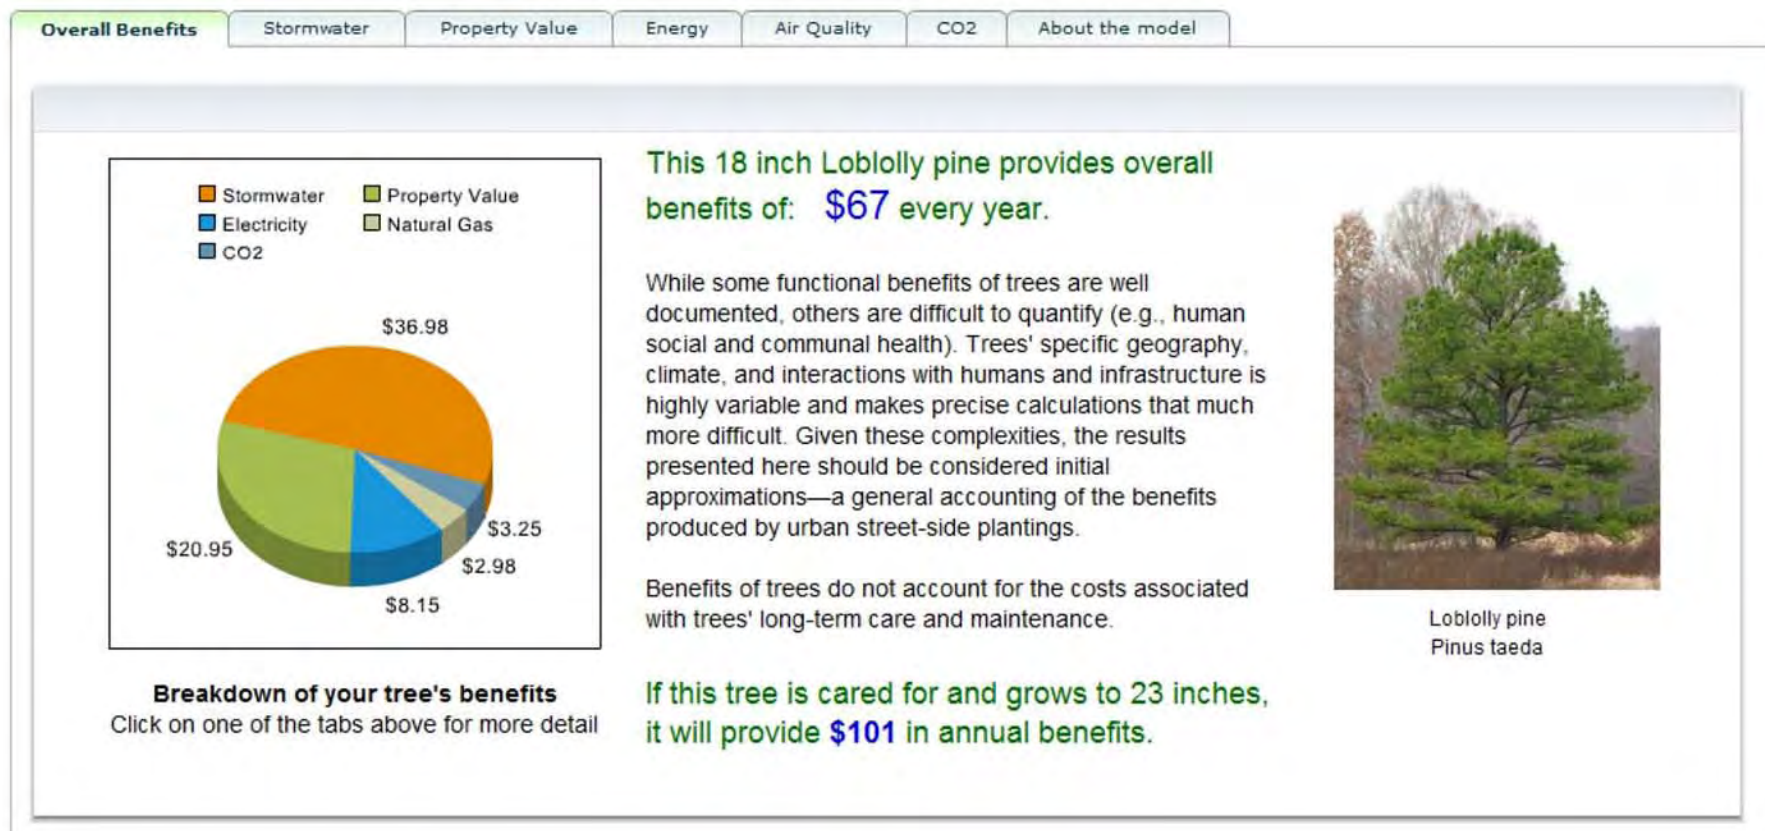 Overall Benefits
Stormwater
Property Value
Energy
Air Quality
CO2
About the model
Stormwater
Property Value
Electricity
Natural Gas
CO2
$36.98
$3.25
$20.95
$2.98
$8.15
Breakdown of your tree's benefits
Click on one of the tabs above for more detail
This 18 inch Loblolly pine provides overall
benefits of: $67 every year.
While some functional benefits of trees are well
documented, others are difficult to quantify (e.g., human
social and communal health). Trees' specific geography,
climate, and interactions with humans and infrastructure is
highly variable and makes precise calculations that much
more difficult. Given these complexities, the results
presented here should be considered initial
approximations—a general accounting of the benefits
produced by urban street-side plantings.
Benefits of trees do not account for the costs associated
with trees' long-term care and maintenance.
If this tree is cared for and grows to 23 inches,
it will provide $101 in annual benefits.
Loblolly pine
Pinus taeda